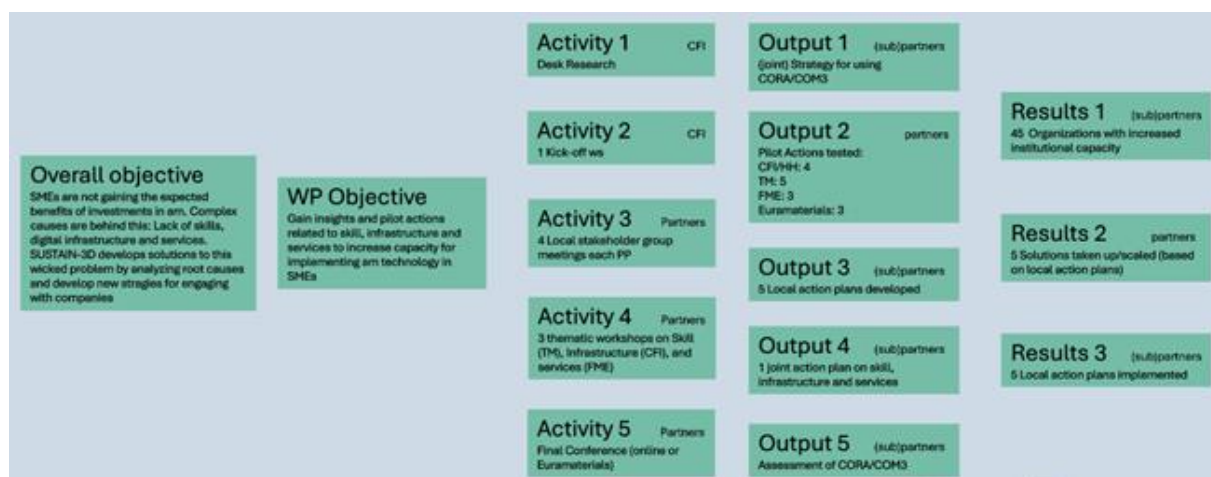 Overall objective
SMEs are not gaining the expected
benefits of investments in am. Complex
causes are behind this: Lack of skills,
digital infrastructure and services.
SUSTAIN-3D develops solutions to this
wicked problem by analyzing root causes
and develop new stragies for engaging
with companies
WP Objective
Gain insights and pilot actions
related to skill, infrastructure and
services to increase capacity for
implementing am technology in
SMEs
Activity 1 CFI
Desk Research
Activity 2 CFI
1 Kick-off ws
Activity 3 Partners
4 Local stakeholder group
meetings each PP
Activity 4 Partners
3 thematic workshops on Skill
(TM), Infrastructure (CFI), and
services (FME)
Activity 5 Partners
Final Conference (online or
Euramaterials)
Output 1 (sub)partners
(joint) Strategy for using
CORA/COM3
Output 2 partners
Pilot Actions tested:
CFI/HH: 4
TM: 5
FME: 3
Euramaterials: 3
Output 3 (sub)partners
5 Local action plans developed
Output 4 (sub)partners
1 joint action plan on skill,
infrastructure and services
Output 5 (sub)partners
Assessment of CORA/COM3
Results 1 (sub)partners
45 Organizations with increased
institutional capacity
Results 2 partners
5 Solutions taken up/scaled (based
on local action plans)
Results 3 (sub)partners
5 Local action plans implemented